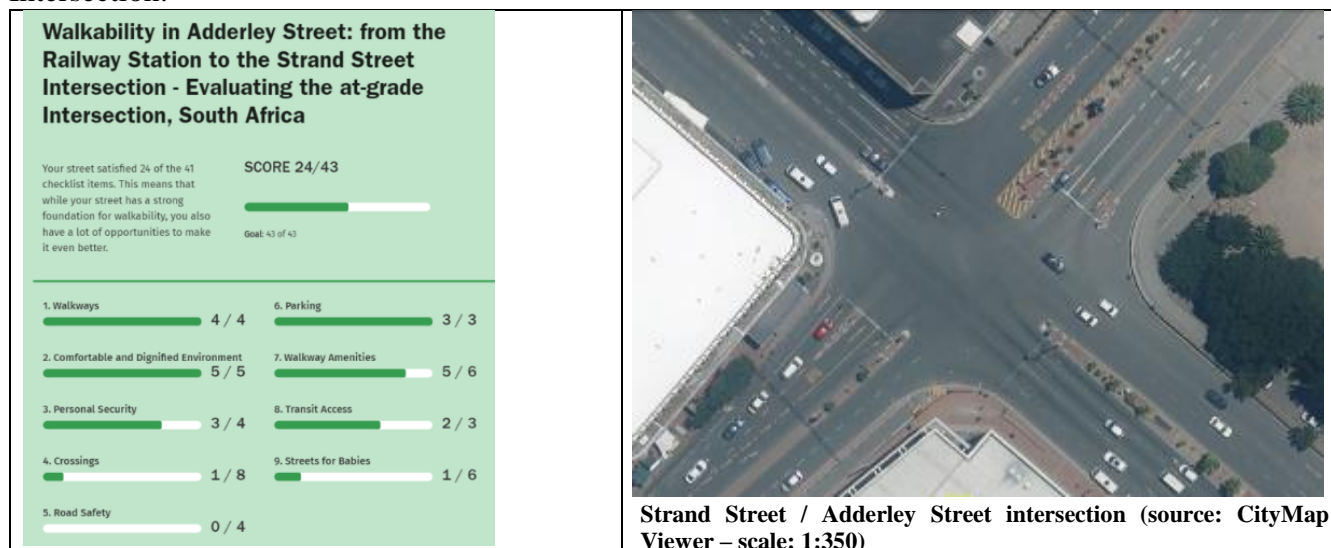 Intersection.
Walkability in Adderley Street: from the
Railway Station to the Strand Street
Intersection - Evaluating the at-grade
Intersection, South Africa
Your street satisfied 24 of the 41
checklist items. This means that
while your street has a strong
foundation for walkability, you also
have a lot of opportunities to make
it even better.
SCORE 24/43
Goal: 43 of 43
1. Walkways
4 / 4
2. Comfortable and Dignified Environment
5 / 5
3. Personal Security
3 / 4
4. Crossings
1 / 8
5. Road Safety
0 / 4
6. Parking
3 / 3
7. Walkway Amenities
5 / 6
8. Transit Access
2 / 3
9. Streets for Babies
1 / 6
Strand Street / Adderley Street intersection (source: CityMap
Viewer – scale: 1:350)